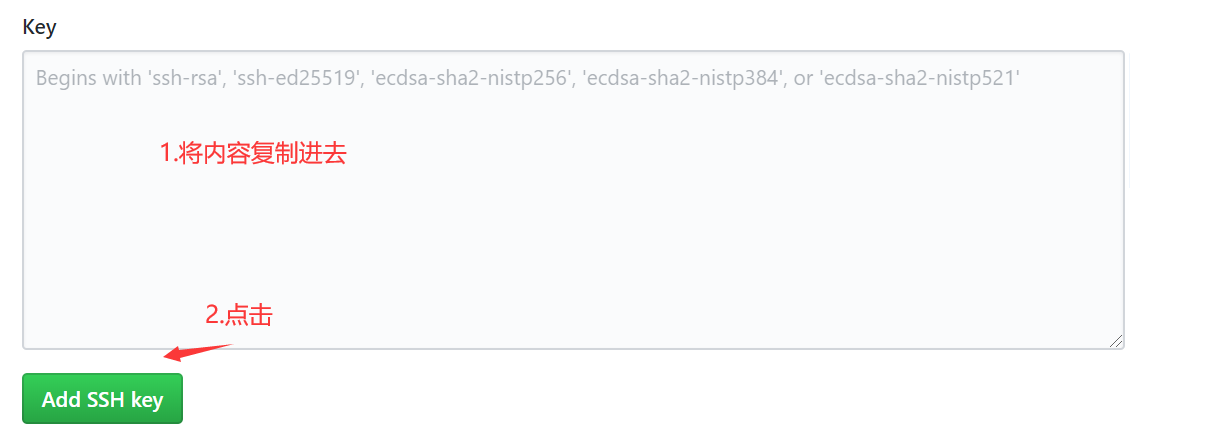 Key
Begins with 'ssh-rsa', 'ssh-ed25519', 'ecdsa-sha2-nistp256', 'ecdsa-sha2-nistp384', or 'ecdsa-sha2-nistp521'
1.将内容复制进去
2.点击
Add SSH key